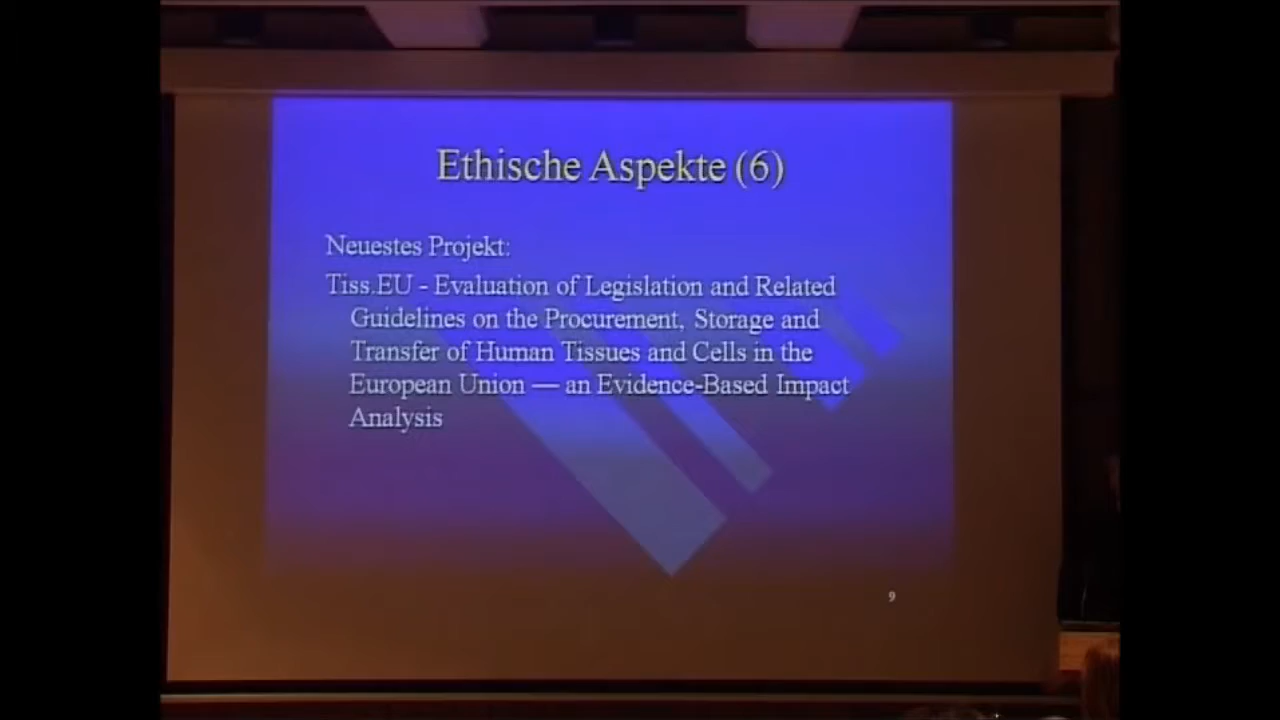 Ethische Aspekte (6)
Neuestes Projekt:
Tiss.EU - Evaluation of Legislation and Related
Guidelines on the Procurement, Storage and
Transfer of Human Tissues and Cells in the
European Union — an Evidence-Based Impact
Analysis
9